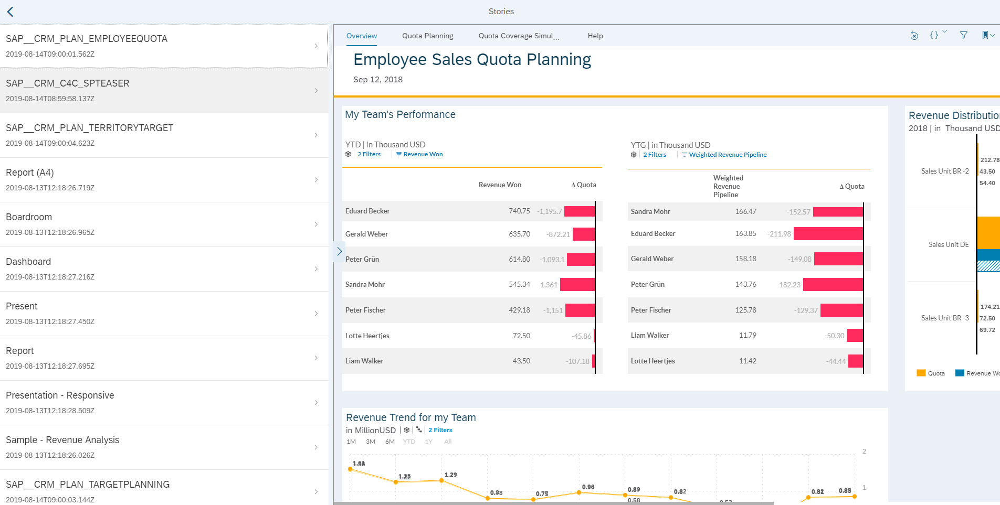 Stories
SAP__CRM_PLAN_EMPLOYEEQUOTA
2019-08-14T09:00:01.562Z
SAP__CRM_C4C_SPTEASER
2019-08-14T08:59:58.137Z
SAP__CRM_PLAN_TERRITORYTARGET
2019-08-14T09:00:04.623Z
Report (A4)
2019-08-13T12:18:26.719Z
Boardroom
2019-08-13T12:18:26.965Z
Dashboard
2019-08-13T12:18:27.216Z
Present
2019-08-13T12:18:27.450Z
Report
2019-08-13T12:18:27.695Z
Presentation - Responsive
2019-08-13T12:18:28.509Z
Sample - Revenue Analysis
2019-08-13T12:18:26.026Z
SAP__CRM_PLAN_TARGETPLANNING
2019-08-14T09:00:03.144Z
Overview Quota Planning Quota Coverage Simul... Help
Employee Sales Quota Planning
Sep 12, 2018
My Team's Performance
YTD | in Thousand USD
2 Filters Revenue Won
Revenue Won Δ Quota
Eduard Becker 740.75 -1,195.7
Gerald Weber 635.70 -872.21
Peter Grün 614.80 -1,093.1
Sandra Mohr 545.34 -1,361
Peter Fischer 429.18 -1,151
Lotte Heertjes 72.50 -45.86
Liam Walker 43.50 -107.18
YTG | in Thousand USD
2 Filters Weighted Revenue Pipeline
Weighted
Revenue
Pipeline
Δ Quota
Sandra Mohr 166.47 -152.57
Eduard Becker 163.85 -211.98
Gerald Weber 158.18 -149.08
Peter Grün 143.76 -182.23
Peter Fischer 125.78 -129.37
Liam Walker 11.79 -50.30
Lotte Heertjes 11.42 -44.44
Revenue Distributio
2018 | in Thousand USD
212.78
Sales Unit BR -2 43.50
54.40
Sales Unit DE
174.21
Sales Unit BR -3 72.50
69.72
Quota Revenue Wo
Revenue Trend for my Team
in MillionUSD | | | 2 Filters
1M 3M 6M YTD 1Y All
2
1.61
1.25
1.22
1.29
0.94
0.89
0.58
0.82
0.82
0.85
1